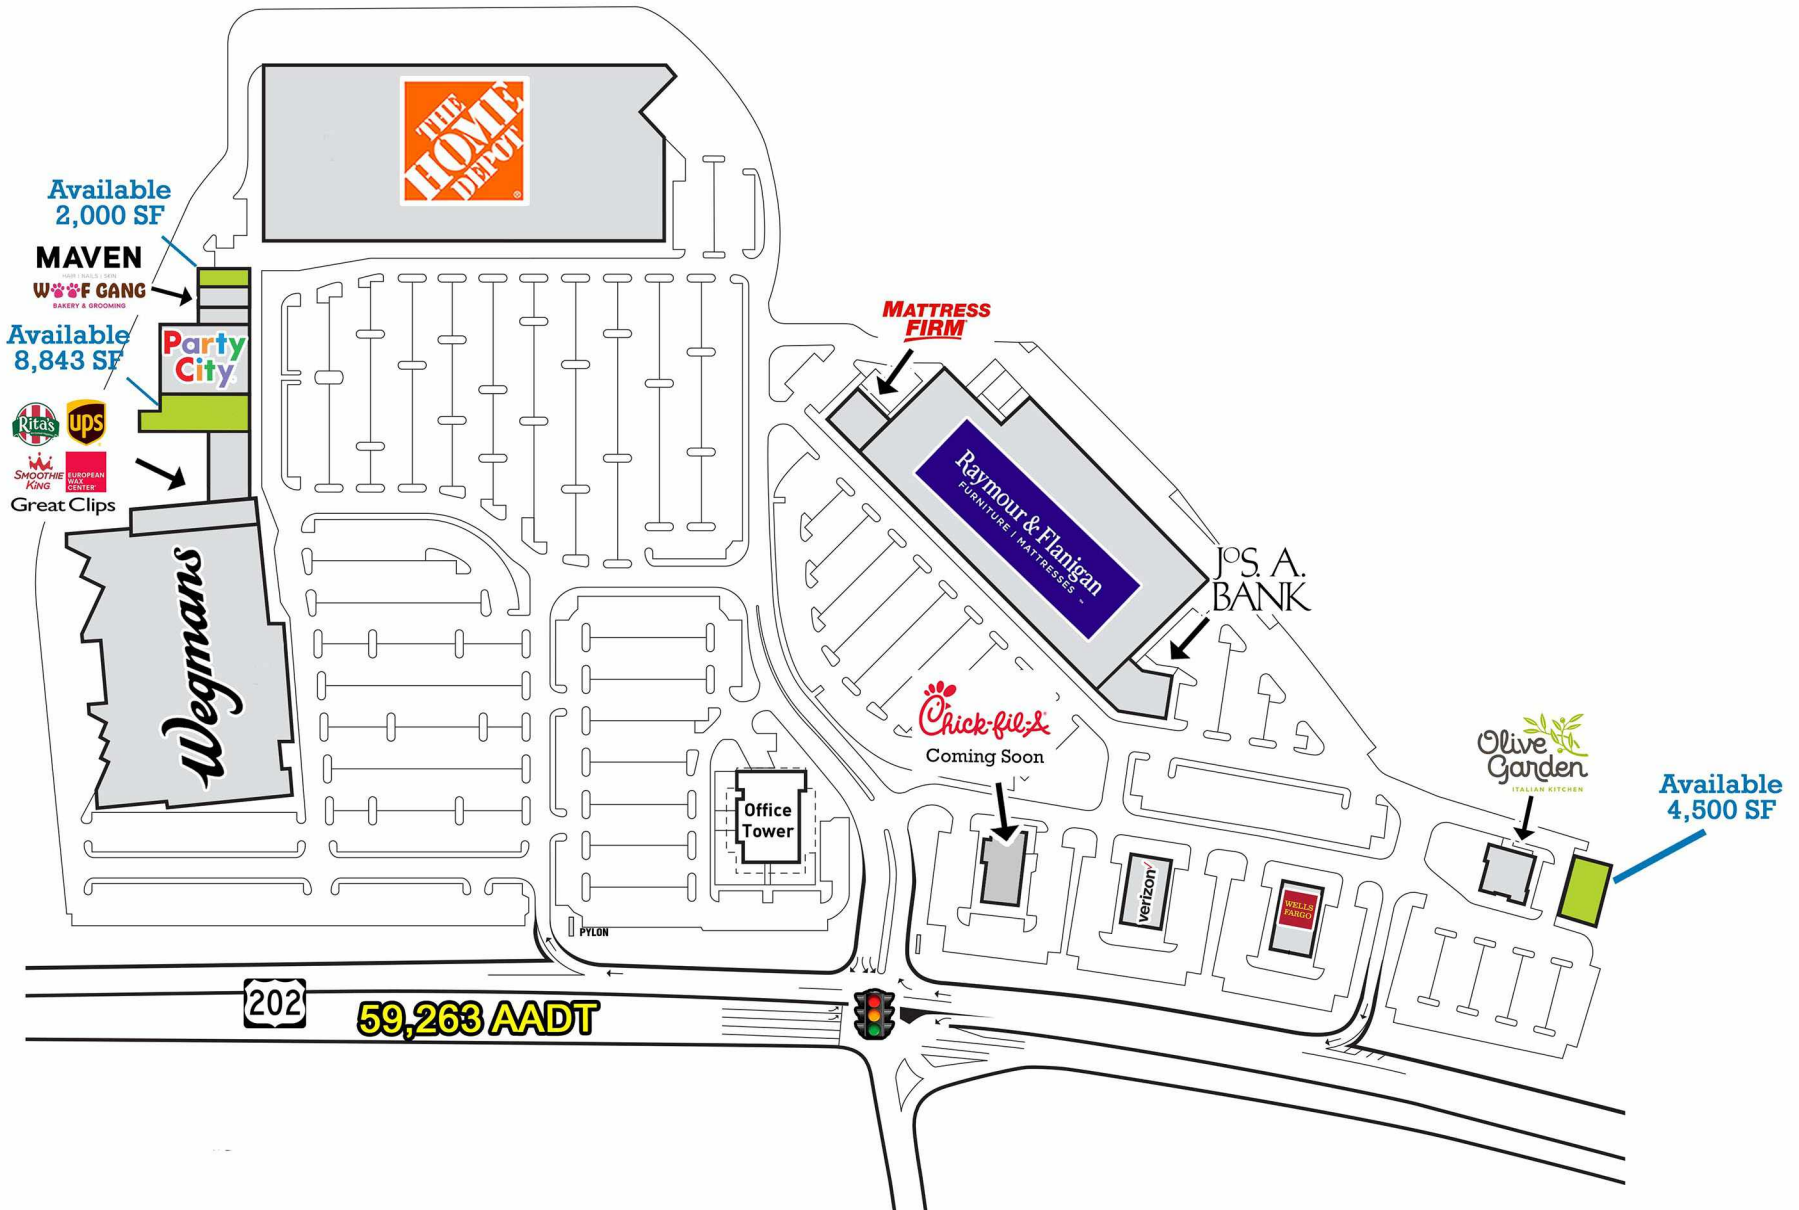 THE
HOME
DEPOT
Available
2,000 SF
MAVEN
HAIR | NAILS | SKIN
WOOF GANG
BAKERY & GROOMING
Available
8,843 SF
Party
City
Rita's
ups
SMOOTHIE
KING
EUROPEAN
WAX
CENTER
Great Clips
Wegmans
MATTRESS
FIRM
Raymour & Flanigan
FURNITURE | MATTRESSES
JOS. A.
BANK
Chick-fil-A
Coming Soon
Olive
Garden
ITALIAN KITCHEN
Available
4,500 SF
Office
Tower
verizon
WELLS
FARGO
PYLON
202
59,263 AADT